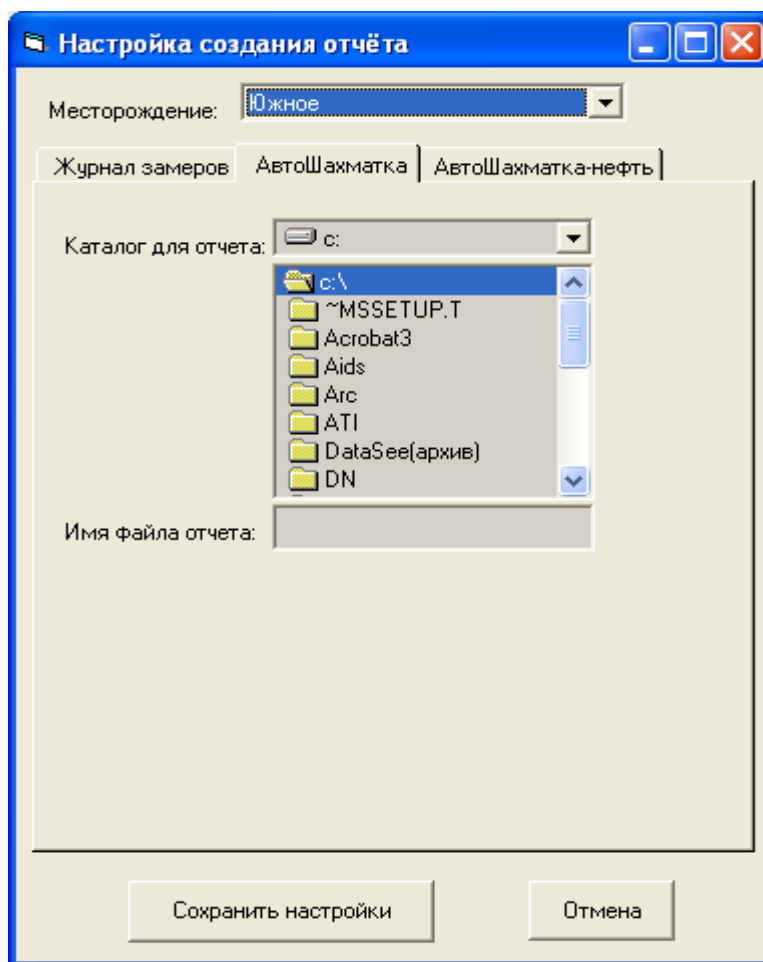 Настройка создания отчёта
Месторождение: Южное
Журнал замеров АвтоШахматка АвтоШахматка-нефть
Каталог для отчета: c:
c:\
~MSSETUP.T
Acrobat3
Aids
Arc
ATI
DataSee(архив)
DN
Имя файла отчета:
Сохранить настройки Отмена